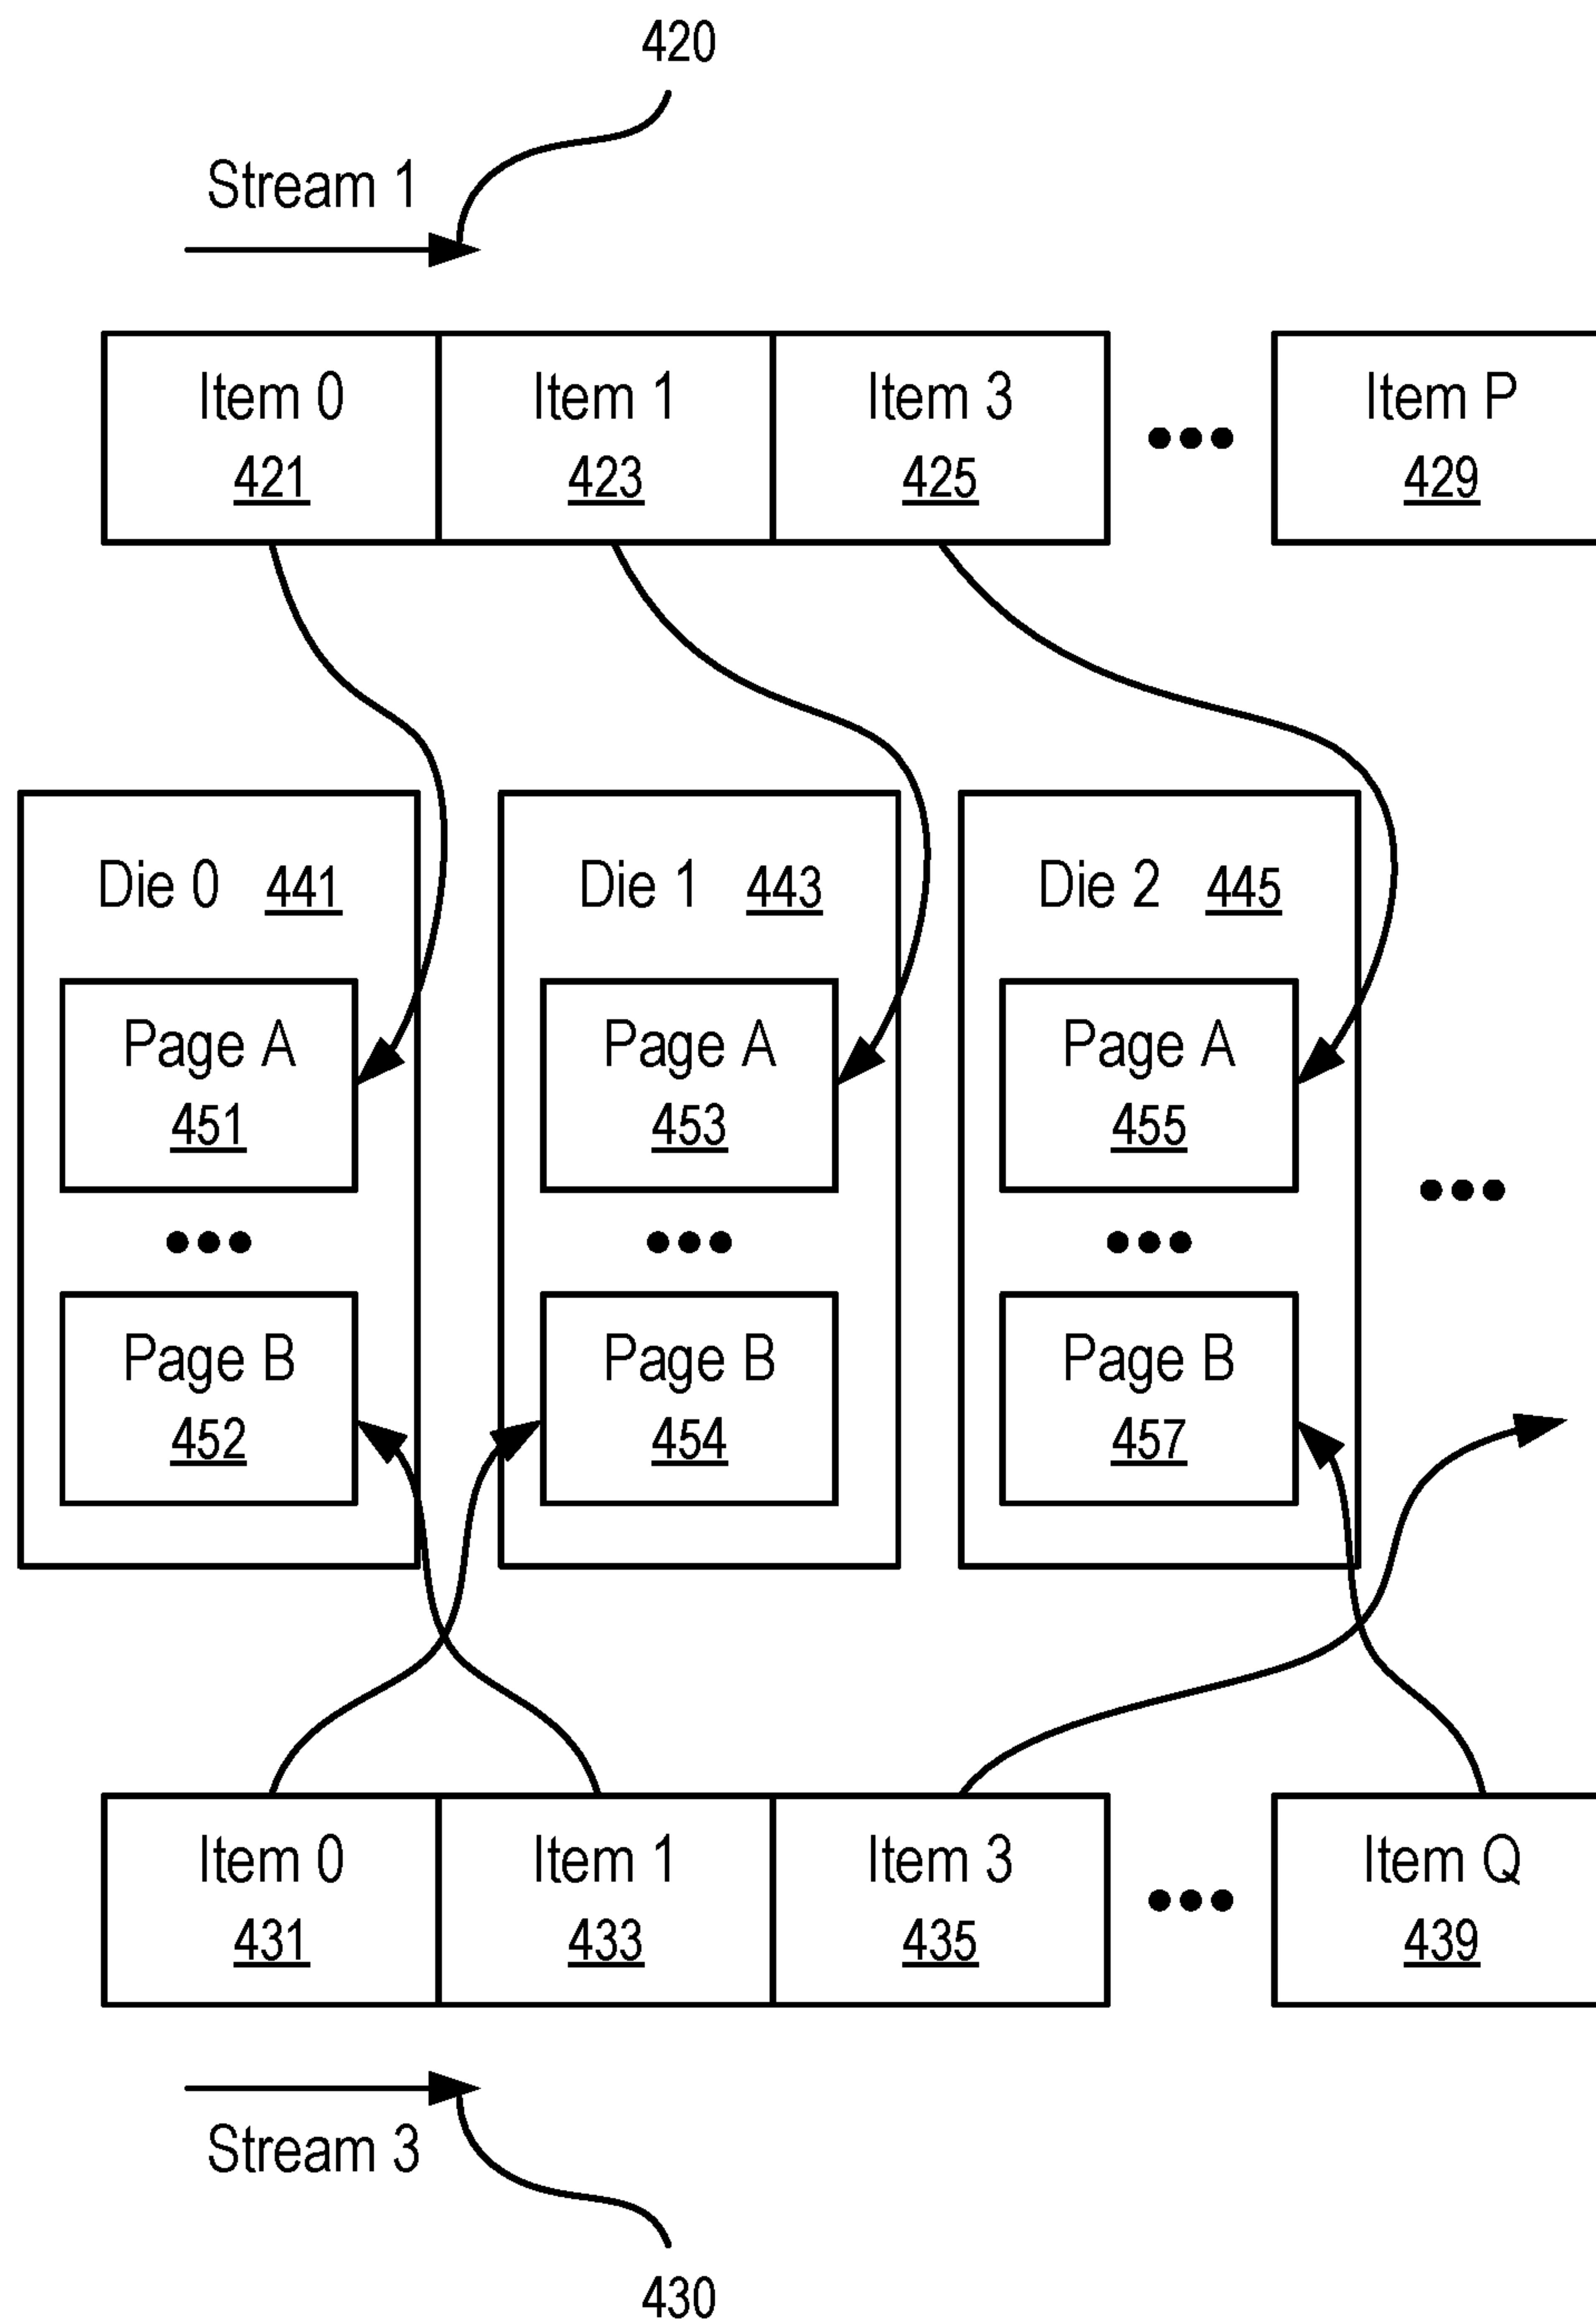 420
Stream 1
Item 0 Item 1 Item 3 ••• Item P
421 423 425 429
Die 0 441 Die 1 443 Die 2 445
Page A Page A Page A
451 453 455
•••
••• ••• •••
Page B Page B Page B
452 454 457
Item 0 Item 1 Item 3 ••• Item Q
431 433 435 439
Stream 3
430